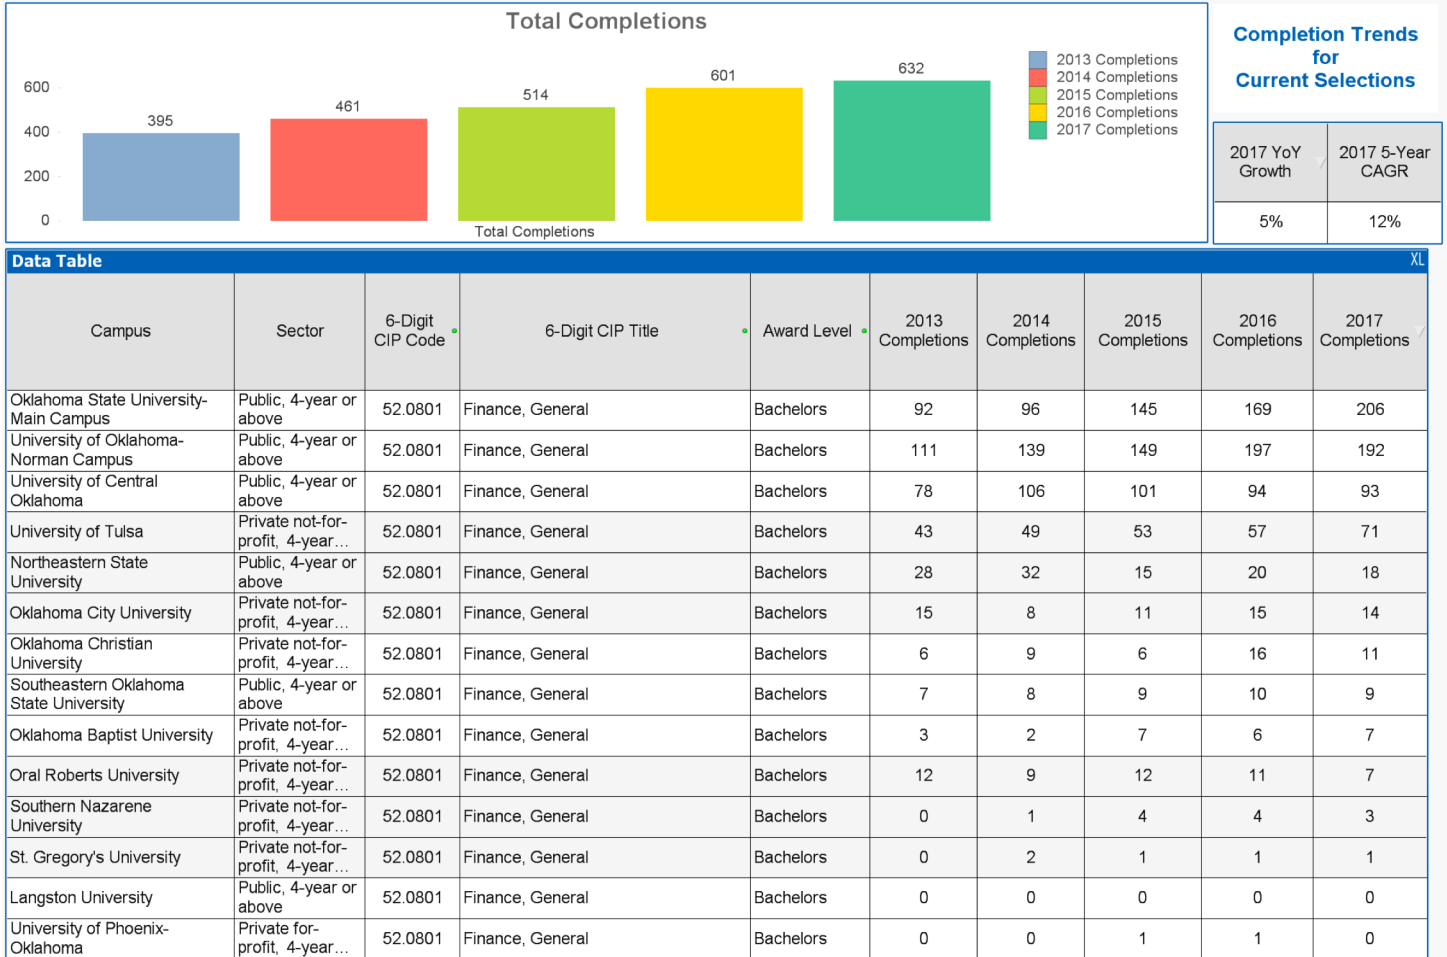 Total Completions
600
400
200
0
395
461
514
601
632
Total Completions
2013 Completions
2014 Completions
2015 Completions
2016 Completions
2017 Completions
Completion Trends
for
Current Selections
2017 YoY Growth 2017 5-Year CAGR
5% 12%
Data Table XL
Campus Sector 6-Digit CIP Code 6-Digit CIP Title Award Level 2013 Completions 2014 Completions 2015 Completions 2016 Completions 2017 Completions
Oklahoma State University-Main Campus Public, 4-year or above 52.0801 Finance, General Bachelors 92 96 145 169 206
University of Oklahoma-Norman Campus Public, 4-year or above 52.0801 Finance, General Bachelors 111 139 149 197 192
University of Central Oklahoma Public, 4-year or above 52.0801 Finance, General Bachelors 78 106 101 94 93
University of Tulsa Private not-for-profit, 4-year... 52.0801 Finance, General Bachelors 43 49 53 57 71
Northeastern State University Public, 4-year or above 52.0801 Finance, General Bachelors 28 32 15 20 18
Oklahoma City University Private not-for-profit, 4-year... 52.0801 Finance, General Bachelors 15 8 11 15 14
Oklahoma Christian University Private not-for-profit, 4-year... 52.0801 Finance, General Bachelors 6 9 6 16 11
Southeastern Oklahoma State University Public, 4-year or above 52.0801 Finance, General Bachelors 7 8 9 10 9
Oklahoma Baptist University Private not-for-profit, 4-year... 52.0801 Finance, General Bachelors 3 2 7 6 7
Oral Roberts University Private not-for-profit, 4-year... 52.0801 Finance, General Bachelors 12 9 12 11 7
Southern Nazarene University Private not-for-profit, 4-year... 52.0801 Finance, General Bachelors 0 1 4 4 3
St. Gregory's University Private not-for-profit, 4-year... 52.0801 Finance, General Bachelors 0 2 1 1 1
Langston University Public, 4-year or above 52.0801 Finance, General Bachelors 0 0 0 0 0
University of Phoenix-Oklahoma Private for-profit, 4-year... 52.0801 Finance, General Bachelors 0 0 1 1 0